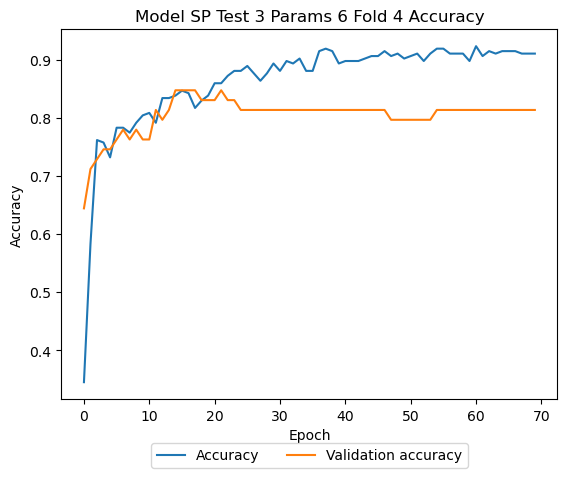 Model SP Test 3 Params 6 Fold 4 Accuracy
Accuracy
0.9
0.8
0.7
0.6
0.5
0.4
0 10 20 30 40 50 60 70
Epoch
Accuracy Validation accuracy